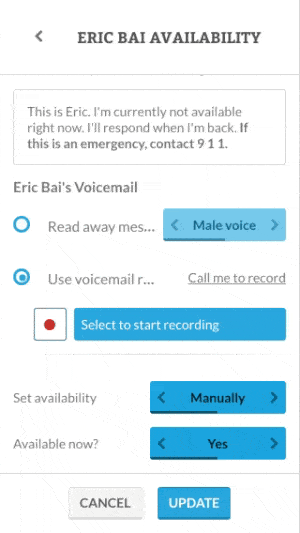 ERIC BAI AVAILABILITY
This is Eric. I'm currently not available
right now. I'll respond when I'm back. If
this is an emergency, contact 9 1 1.
Eric Bai's Voicemail
Read away mes... Male voice
Use voicemail r... Call me to record
Select to start recording
Set availability Manually
Available now? Yes
CANCEL UPDATE